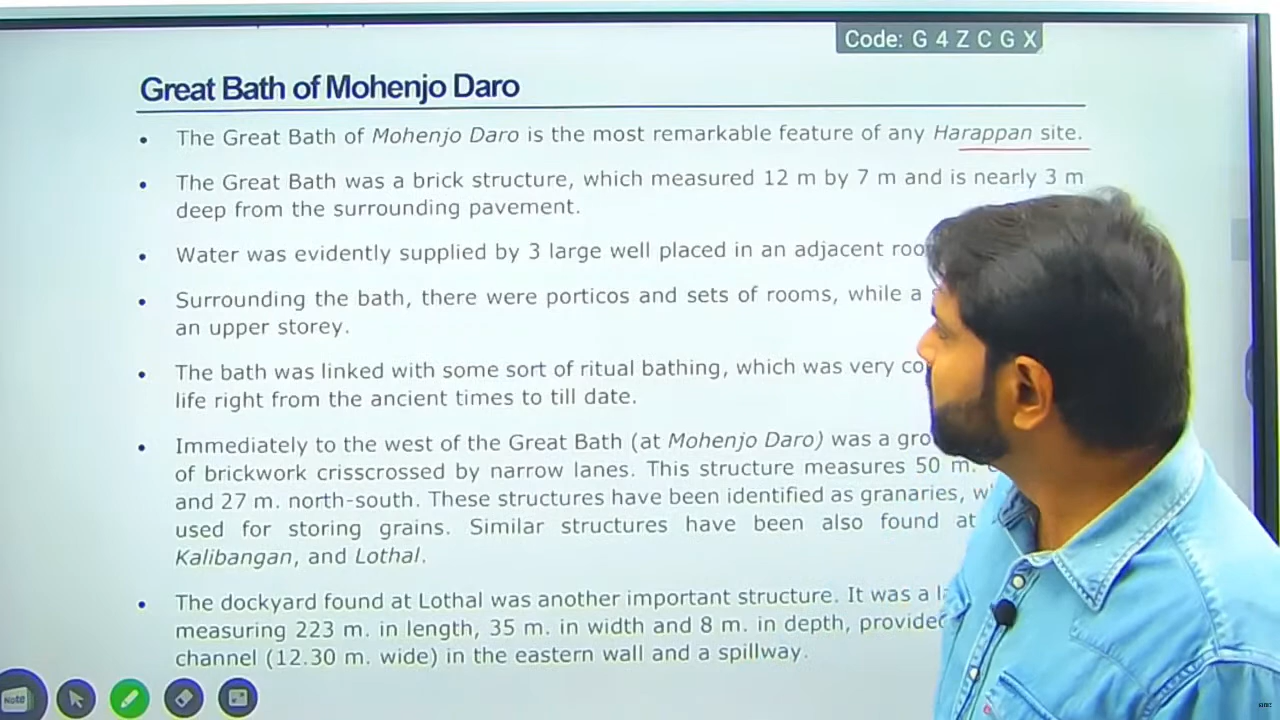 Code: G 4 Z C G X
Great Bath of Mohenjo Daro
• The Great Bath of Mohenjo Daro is the most remarkable feature of any Harappan site.
• The Great Bath was a brick structure, which measured 12 m by 7 m and is nearly 3 m
deep from the surrounding pavement.
• Water was evidently supplied by 3 large well placed in an adjacent
• Surrounding the bath, there were porticos and sets of rooms, while a
an upper storey.
• The bath was linked with some sort of ritual bathing, which was very
life right from the ancient times to till date.
• Immediately to the west of the Great Bath (at Mohenjo Daro) was a
of brickwork crisscrossed by narrow lanes. This structure measures 50 m.
and 27 m. north-south. These structures have been identified as granaries,
used for storing grains. Similar structures have been also found at
Kalibangan, and Lothal.
• The dockyard found at Lothal was another important structure. It was a
measuring 223 m. in length, 35 m. in width and 8 m. in depth, provided
channel (12.30 m. wide) in the eastern wall and a spillway.
Note